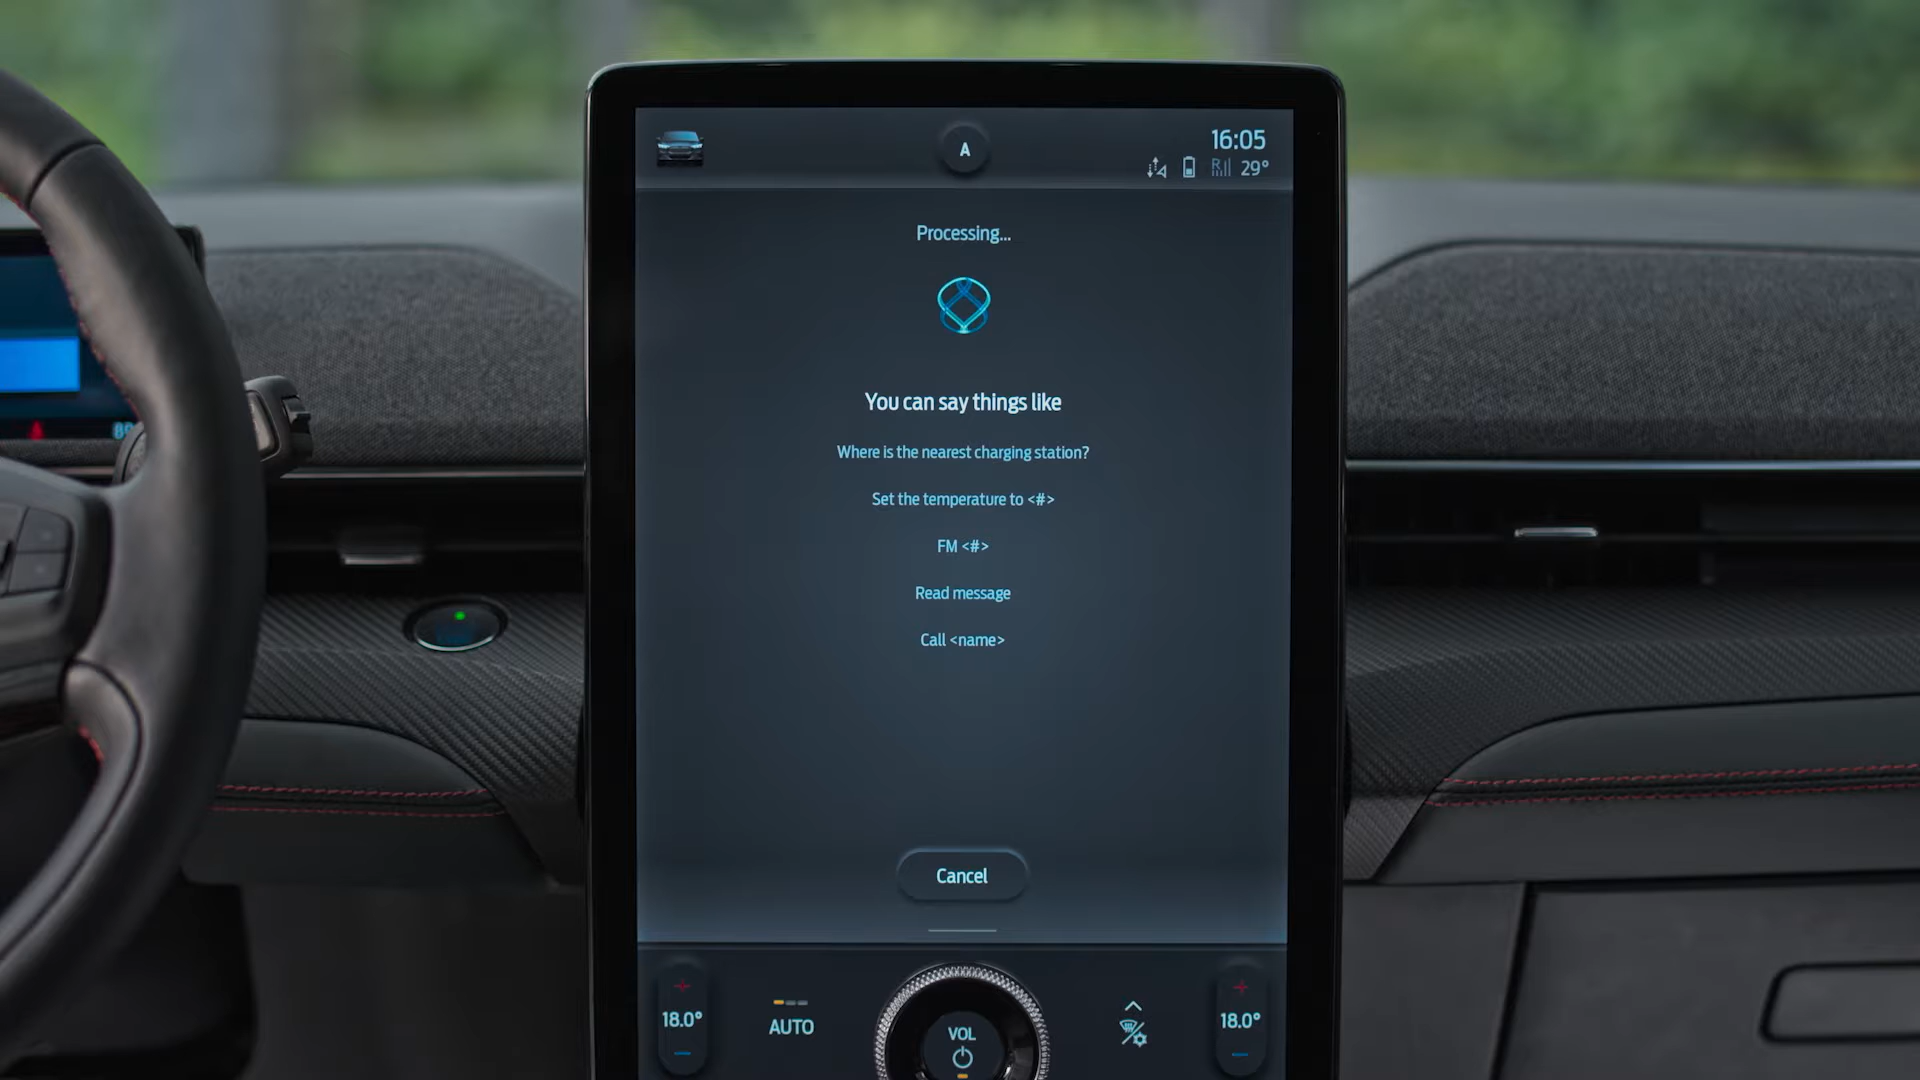 A
16:05
29°
Processing...
You can say things like
Where is the nearest charging station?
Set the temperature to <#>
FM <#>
Read message
Call <name>
Cancel
18.0°
AUTO
VOL
18.0°